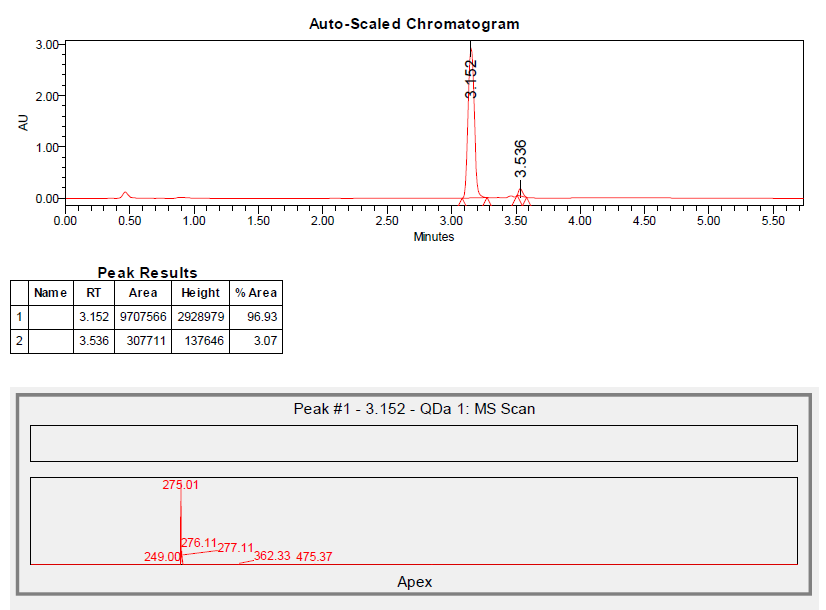 Auto-Scaled Chromatogram
3.00
2.00
1.00
0.00
AU
3.152
3.536
0.00 0.50 1.00 1.50 2.00 2.50 3.00 3.50 4.00 4.50 5.00 5.50
Minutes
Peak Results
Name RT Area Height % Area
1 3.152 9707566 2928979 96.93
2 3.536 307711 137646 3.07
Peak #1 - 3.152 - QDa 1: MS Scan
275.01
249.00 276.11 277.11 362.33 475.37
Apex